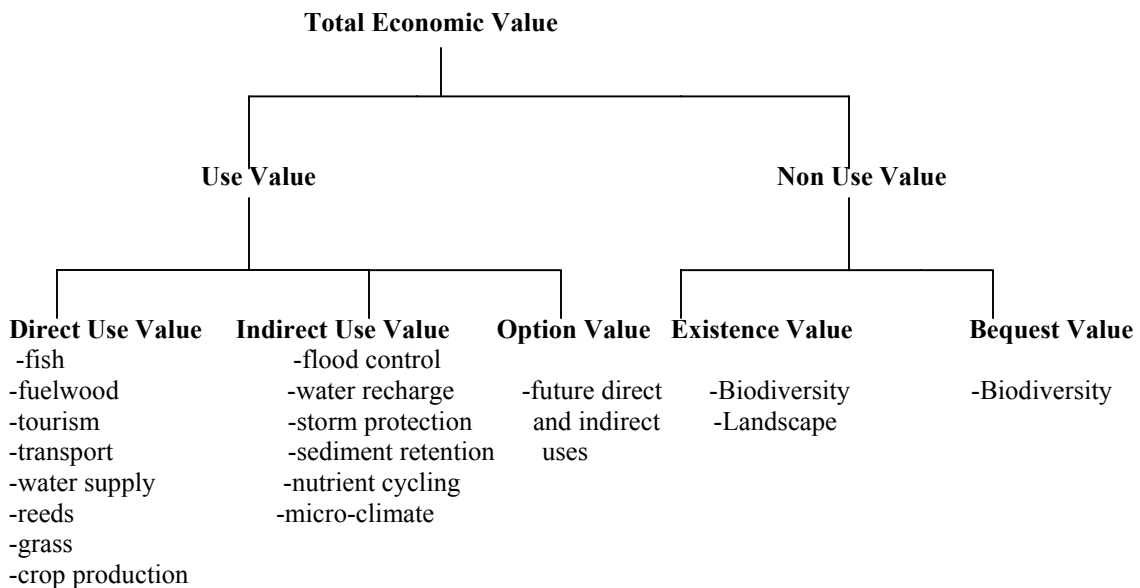 Total Economic Value
Use Value
Non Use Value
Direct Use Value
-fish
-fuelwood
-tourism
-transport
-water supply
-reeds
-grass
-crop production
Indirect Use Value
-flood control
-water recharge
-storm protection
-sediment retention
-nutrient cycling
-micro-climate
Option Value
-future direct
and indirect
uses
Existence Value
-Biodiversity
-Landscape
Bequest Value
-Biodiversity